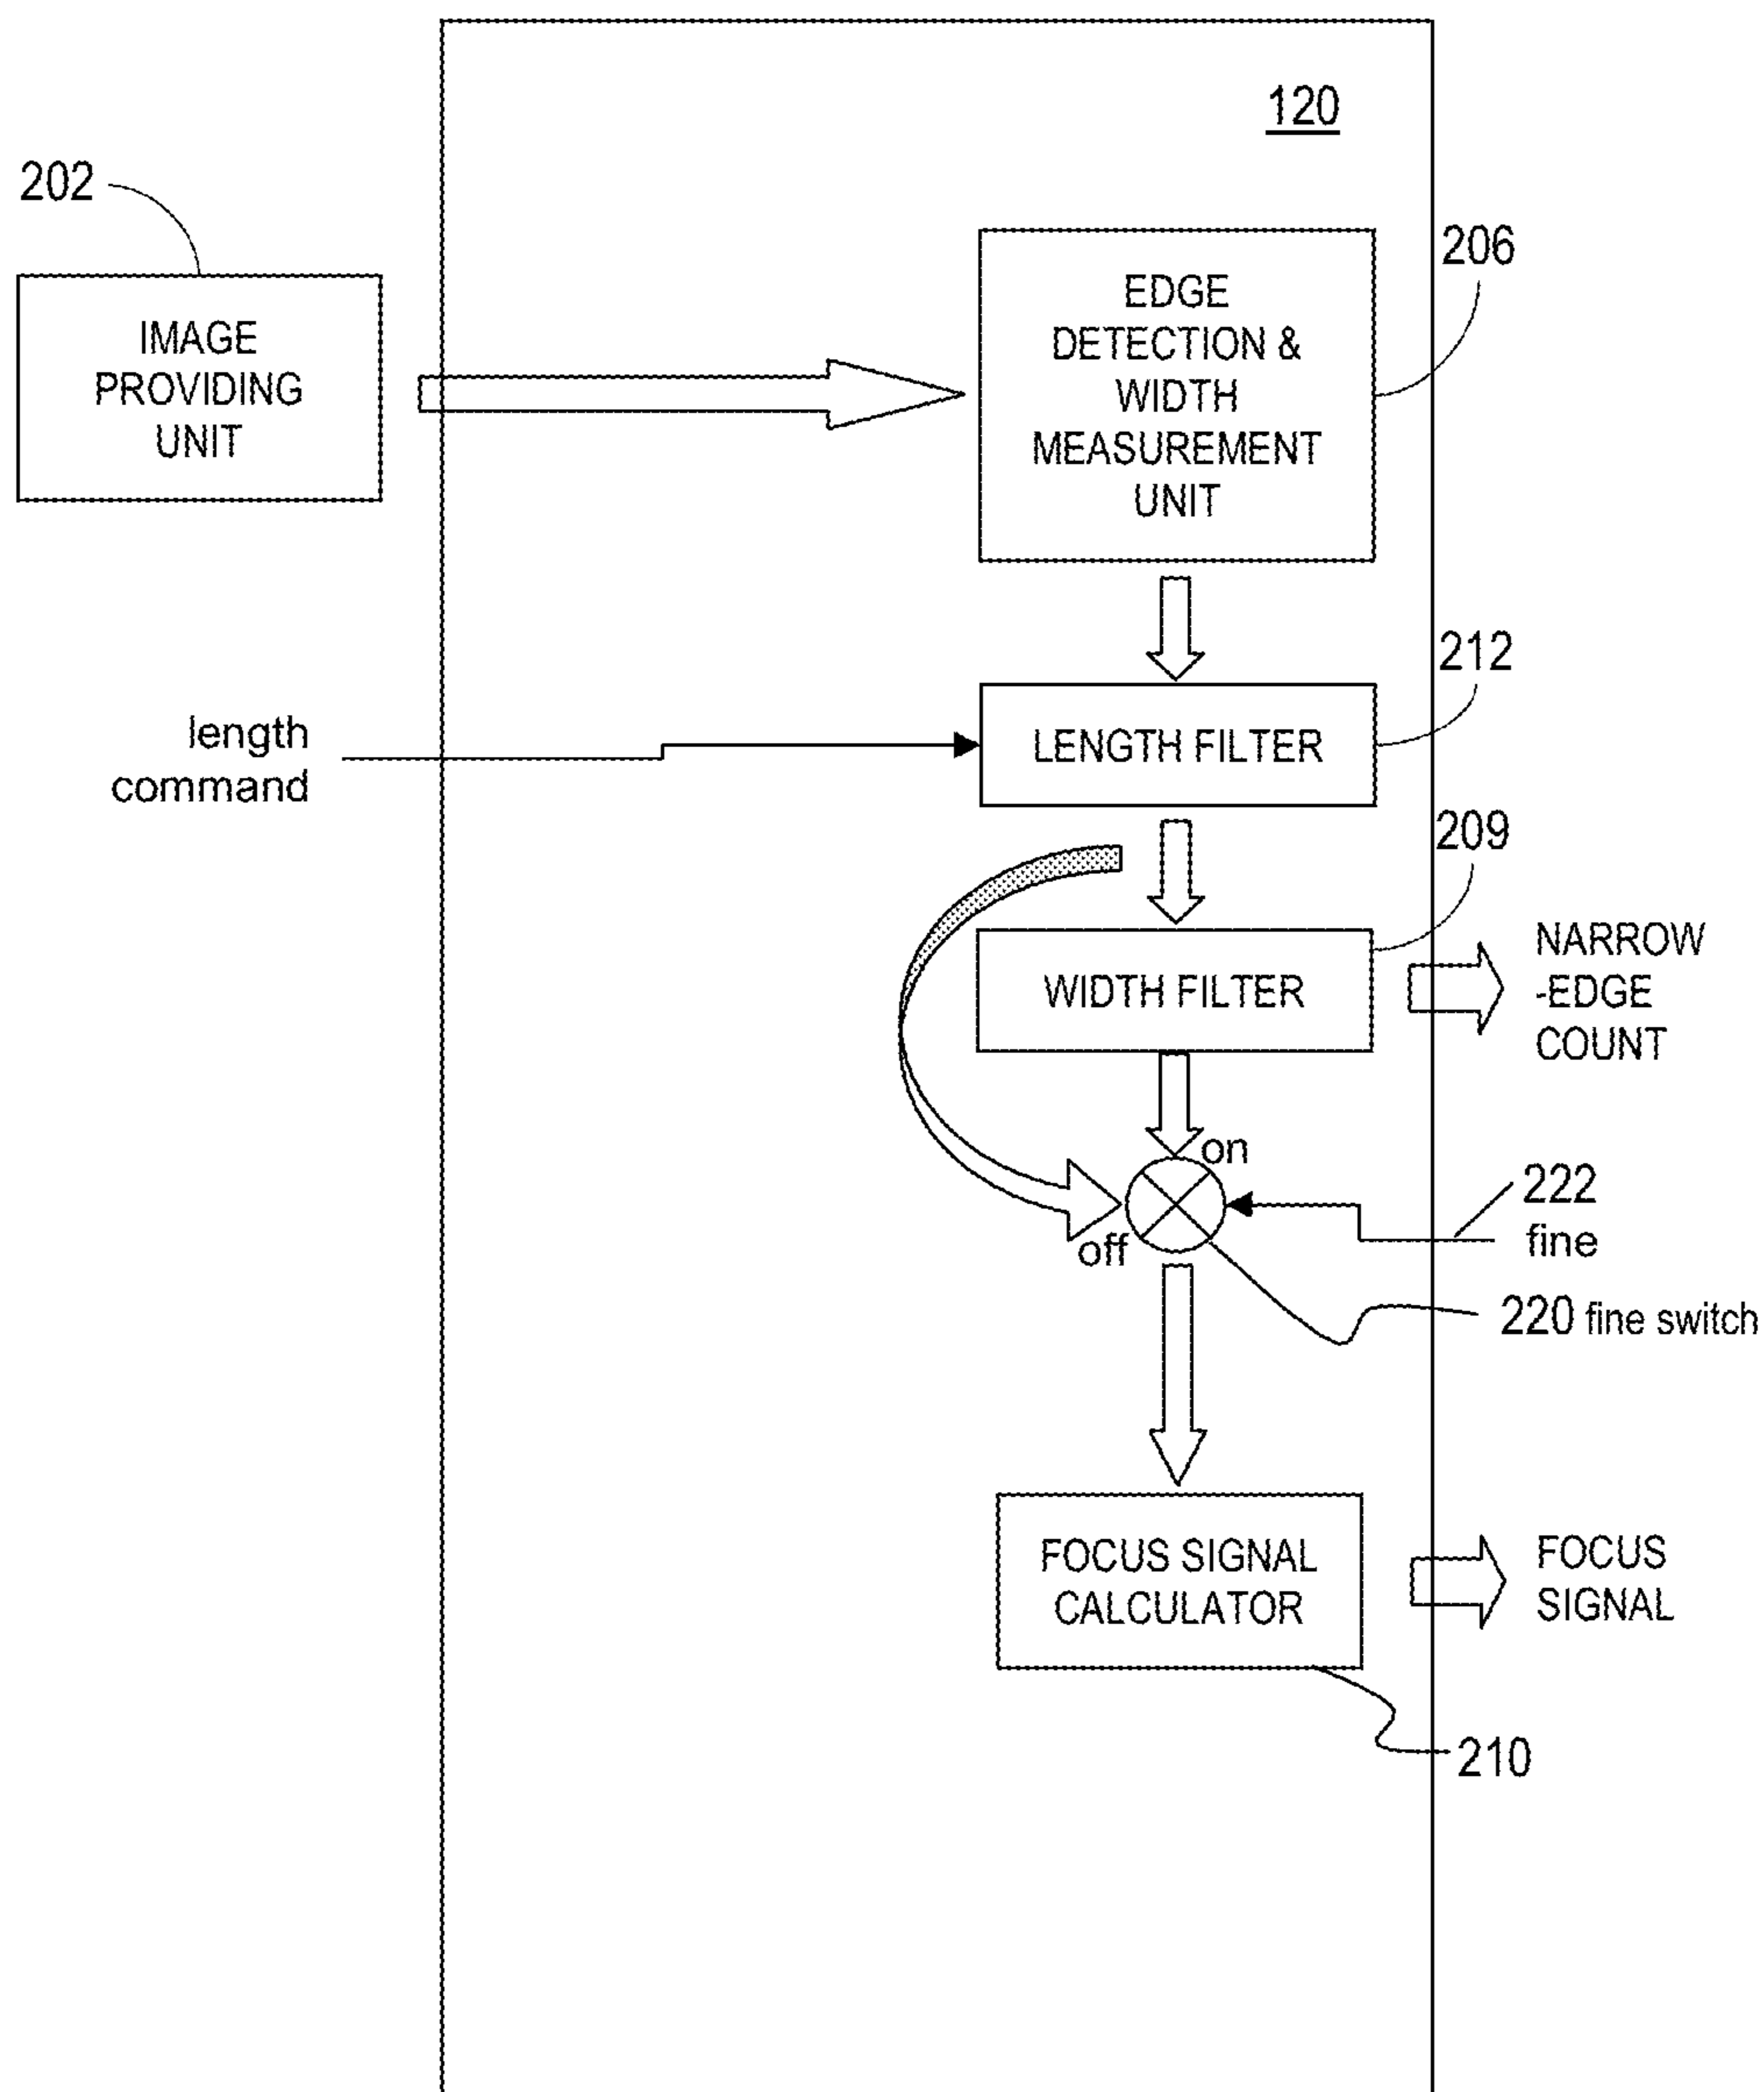 120
202
IMAGE
PROVIDING
UNIT
206
EDGE
DETECTION &
WIDTH
MEASUREMENT
UNIT
212
length
command
LENGTH FILTER
209
WIDTH FILTER
NARROW
-EDGE
COUNT
on
off
222
fine
220 fine switch
FOCUS SIGNAL
CALCULATOR
FOCUS
SIGNAL
210